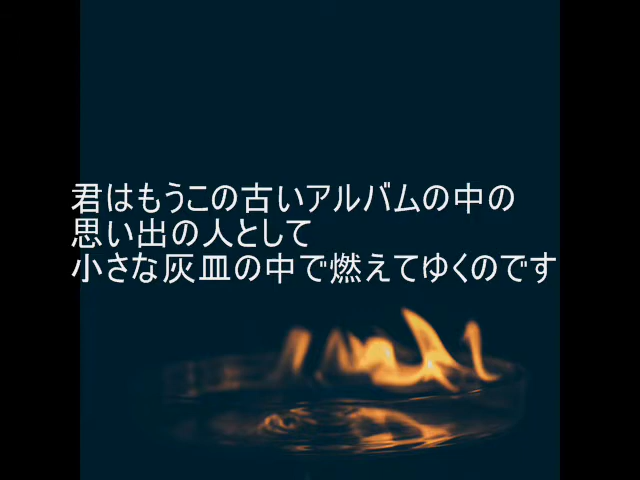 君はもうこの古いアルバムの中の
思い出の人として
小さな灰皿の中で燃えてゆくのです